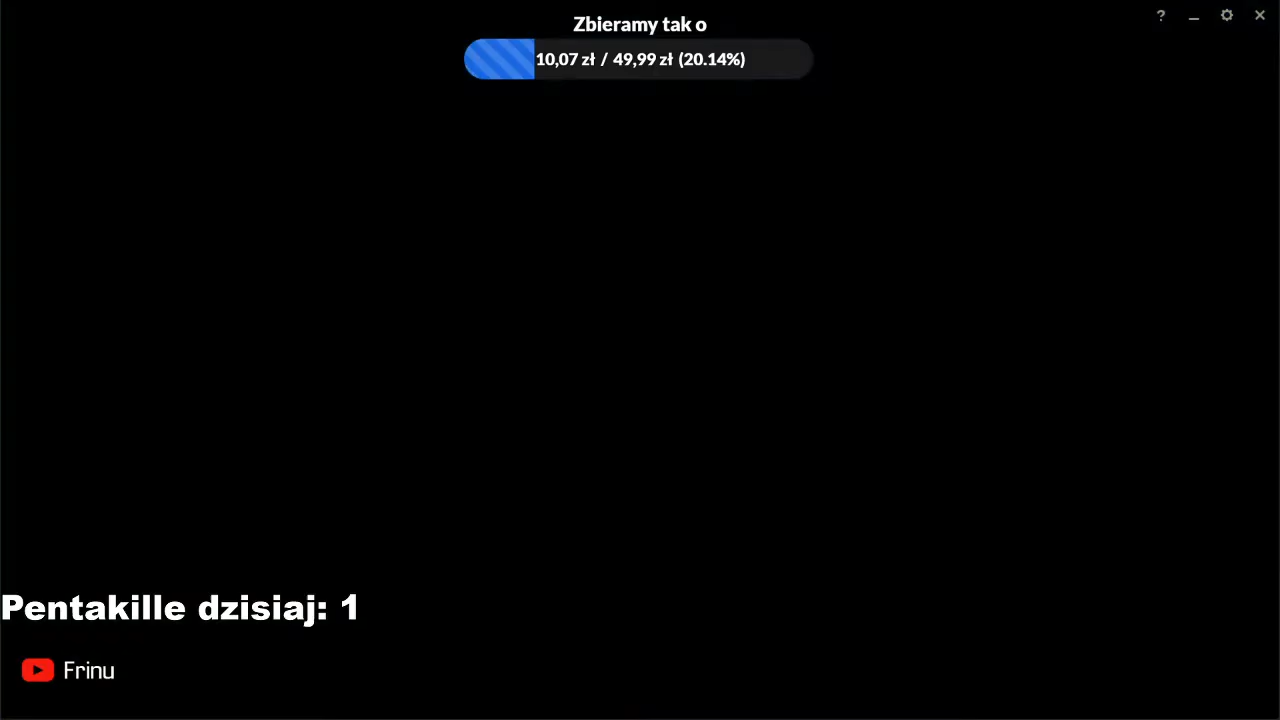 Zbieramy tak o
10,07 zł / 49,99 zł (20.14%)
Pentakille dzisiaj: 1
Frinu